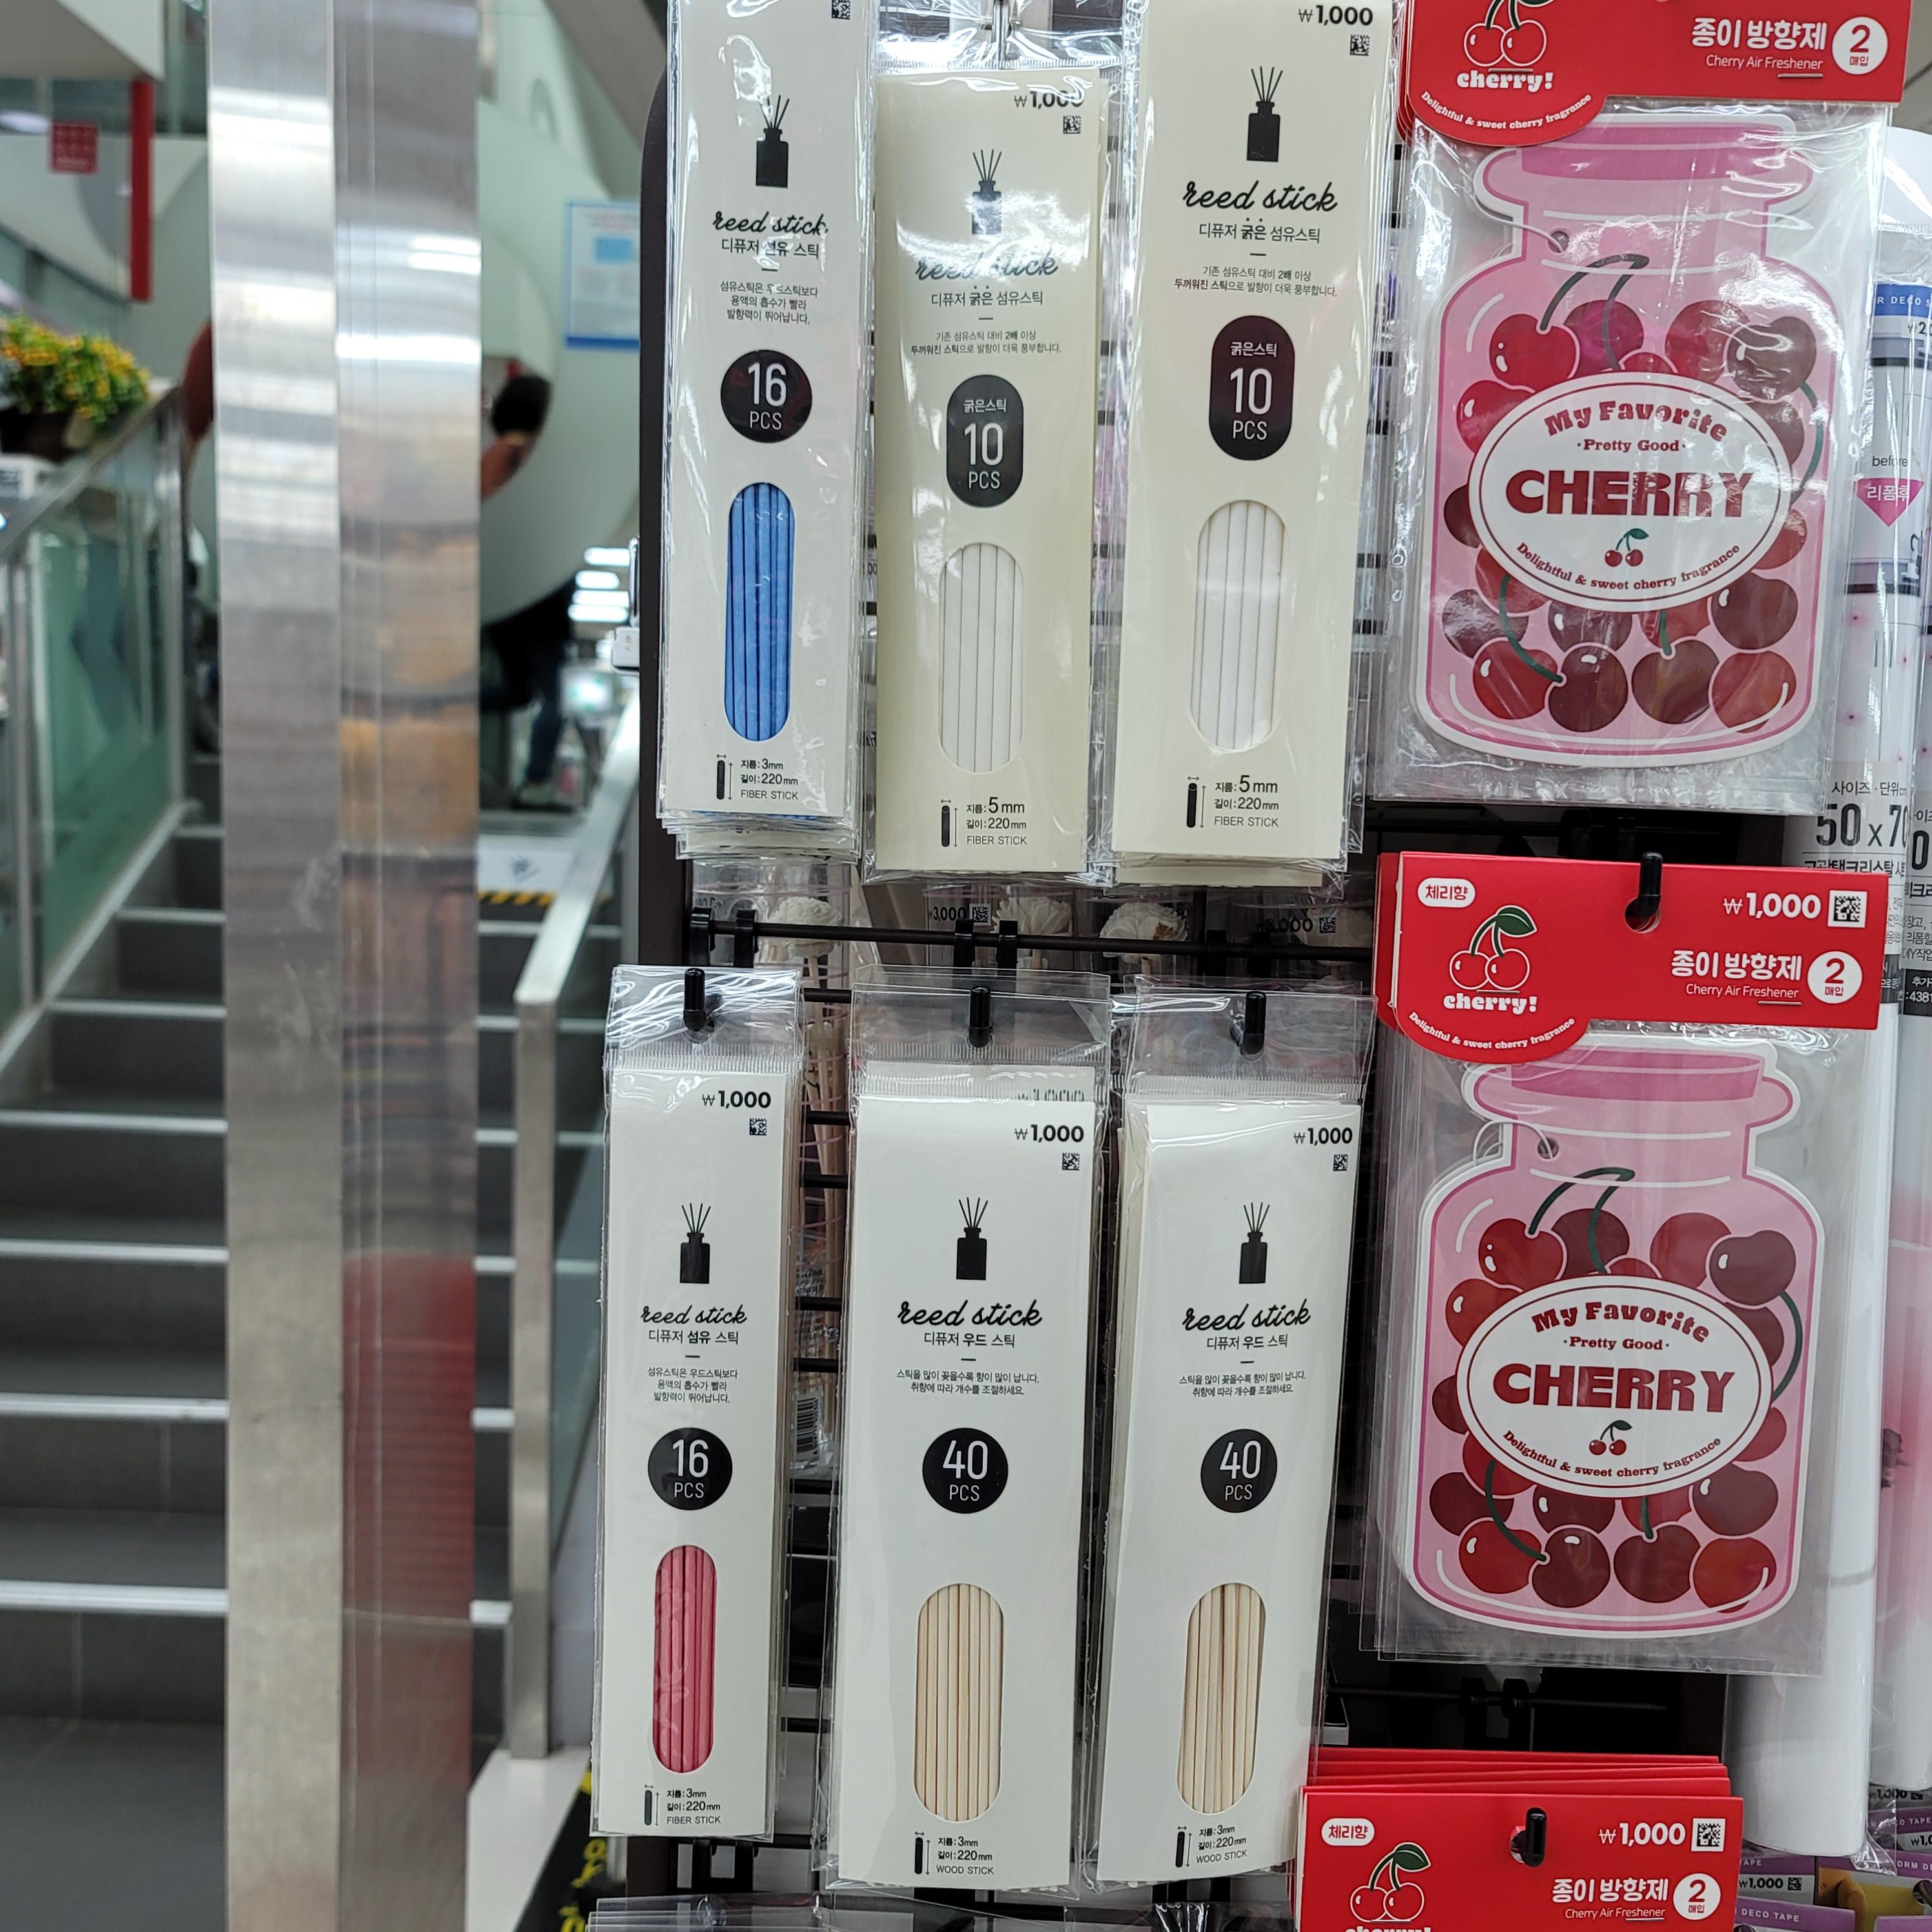 reed stick
디퓨저 섬유 스틱
섬유스틱은 우드스틱보다
용액의 흡수가 빨라
발향력이 뛰어납니다.
16
PCS
지름:3mm
길이:220mm
FIBER STICK
₩1,000
reed stick
디퓨저 굵은 섬유스틱
기존 섬유스틱 대비 2배 이상
두꺼워진 스틱으로 발향이 더욱 풍부합니다.
굵은스틱
10
PCS
지름:5mm
길이:220mm
FIBER STICK
₩1,000
reed stick
디퓨저 굵은 섬유스틱
기존 섬유스틱 대비 2배 이상
두꺼워진 스틱으로 발향이 더욱 풍부합니다.
굵은스틱
10
PCS
지름:5mm
길이:220mm
FIBER STICK
cherry!
Delightful & sweet cherry fragrance
종이 방향제
Cherry Air Freshener
2
매입
My Favorite
·Pretty Good·
CHERRY
Delightful & sweet cherry fragrance
before
리폼후
사이즈·단위
50 x 7
₩3,000
₩1,000
reed stick
디퓨저 섬유 스틱
섬유스틱은 우드스틱보다
용액의 흡수가 빨라
발향력이 뛰어납니다.
16
PCS
지름:3mm
길이:220mm
FIBER STICK
₩1,000
reed stick
디퓨저 우드 스틱
스틱을 많이 꽂을수록 향이 많이 납니다.
취향에 따라 개수를 조절하세요.
40
PCS
지름:3mm
길이:220mm
WOOD STICK
₩1,000
reed stick
디퓨저 우드 스틱
스틱을 많이 꽂을수록 향이 많이 납니다.
취향에 따라 개수를 조절하세요.
40
PCS
지름:3mm
길이:220mm
WOOD STICK
체리향
₩1,000
cherry!
Delightful & sweet cherry fragrance
종이 방향제
Cherry Air Freshener
2
매입
My Favorite
·Pretty Good·
CHERRY
Delightful & sweet cherry fragrance
체리향
₩1,000
종이 방향제
Cherry Air Freshener
2
매입
cherry!
₩1,000
DECO TAPE